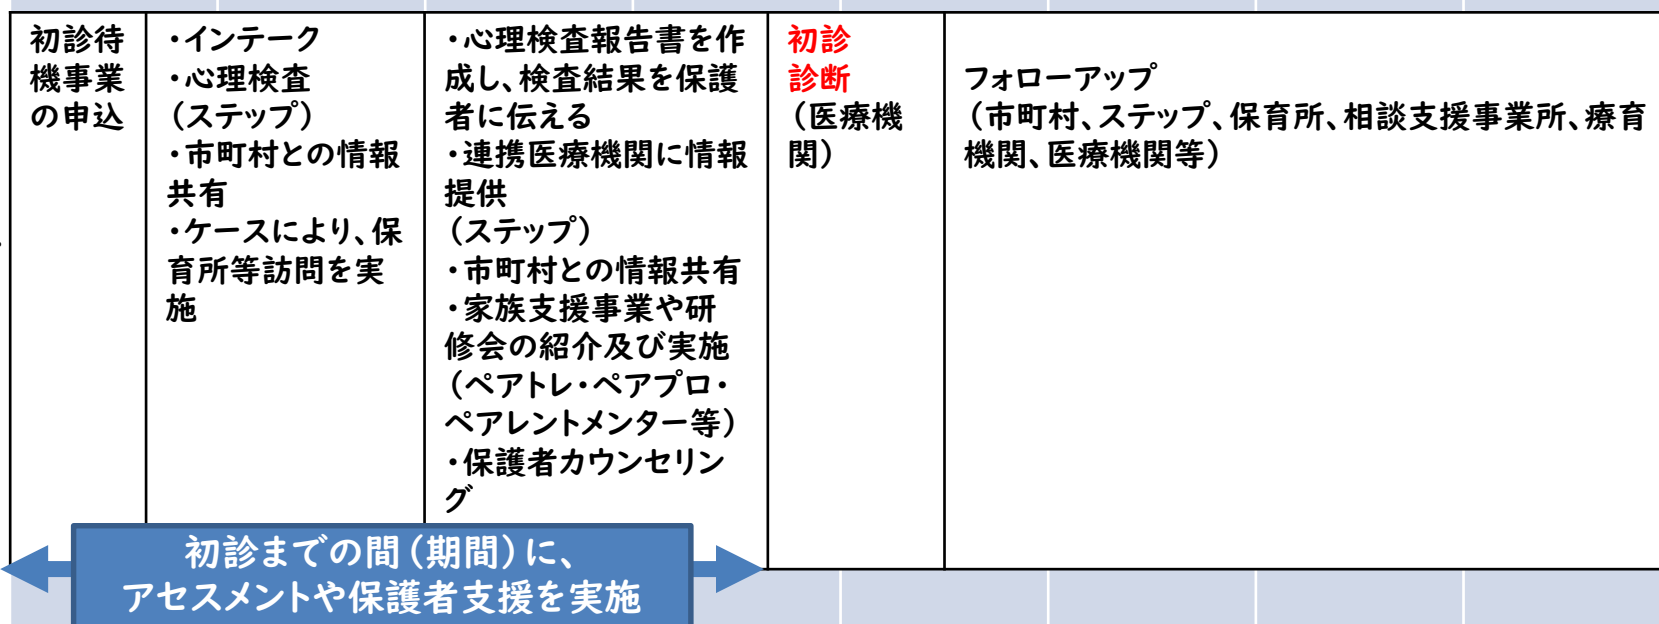 初診待
機事業
の申込
・インテーク
・心理検査
（ステップ）
・市町村との情報
共有
・ケースにより、保
育所等訪問を実
施
・心理検査報告書を作
成し、検査結果を保護
者に伝える
・連携医療機関に情報
提供
（ステップ）
・市町村との情報共有
・家族支援事業や研
修会の紹介及び実施
（ペアトレ・ペアプロ・
ペアレントメンター等）
・保護者カウンセリン
グ
初診
診断
（医療機
関）
フォローアップ
（市町村、ステップ、保育所、相談支援事業所、療育
機関、医療機関等）
初診までの間（期間）に、
アセスメントや保護者支援を実施